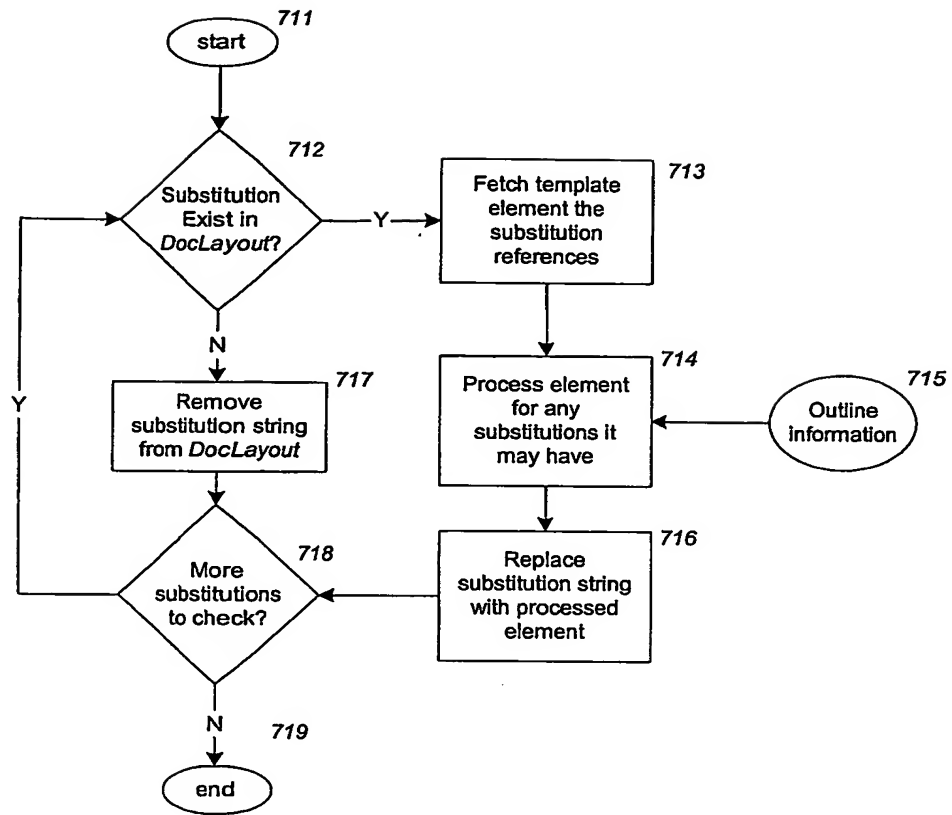 711
start
712
Substitution
Exist in
DocLayout?
Y
713
Fetch template
element the
substitution
references
N
714
Process element
for any
substitutions it
may have
715
Outline
information
717
Remove
substitution string
from DocLayout
Y
716
Replace
substitution string
with processed
element
718
More
substitutions
to check?
N
719
end